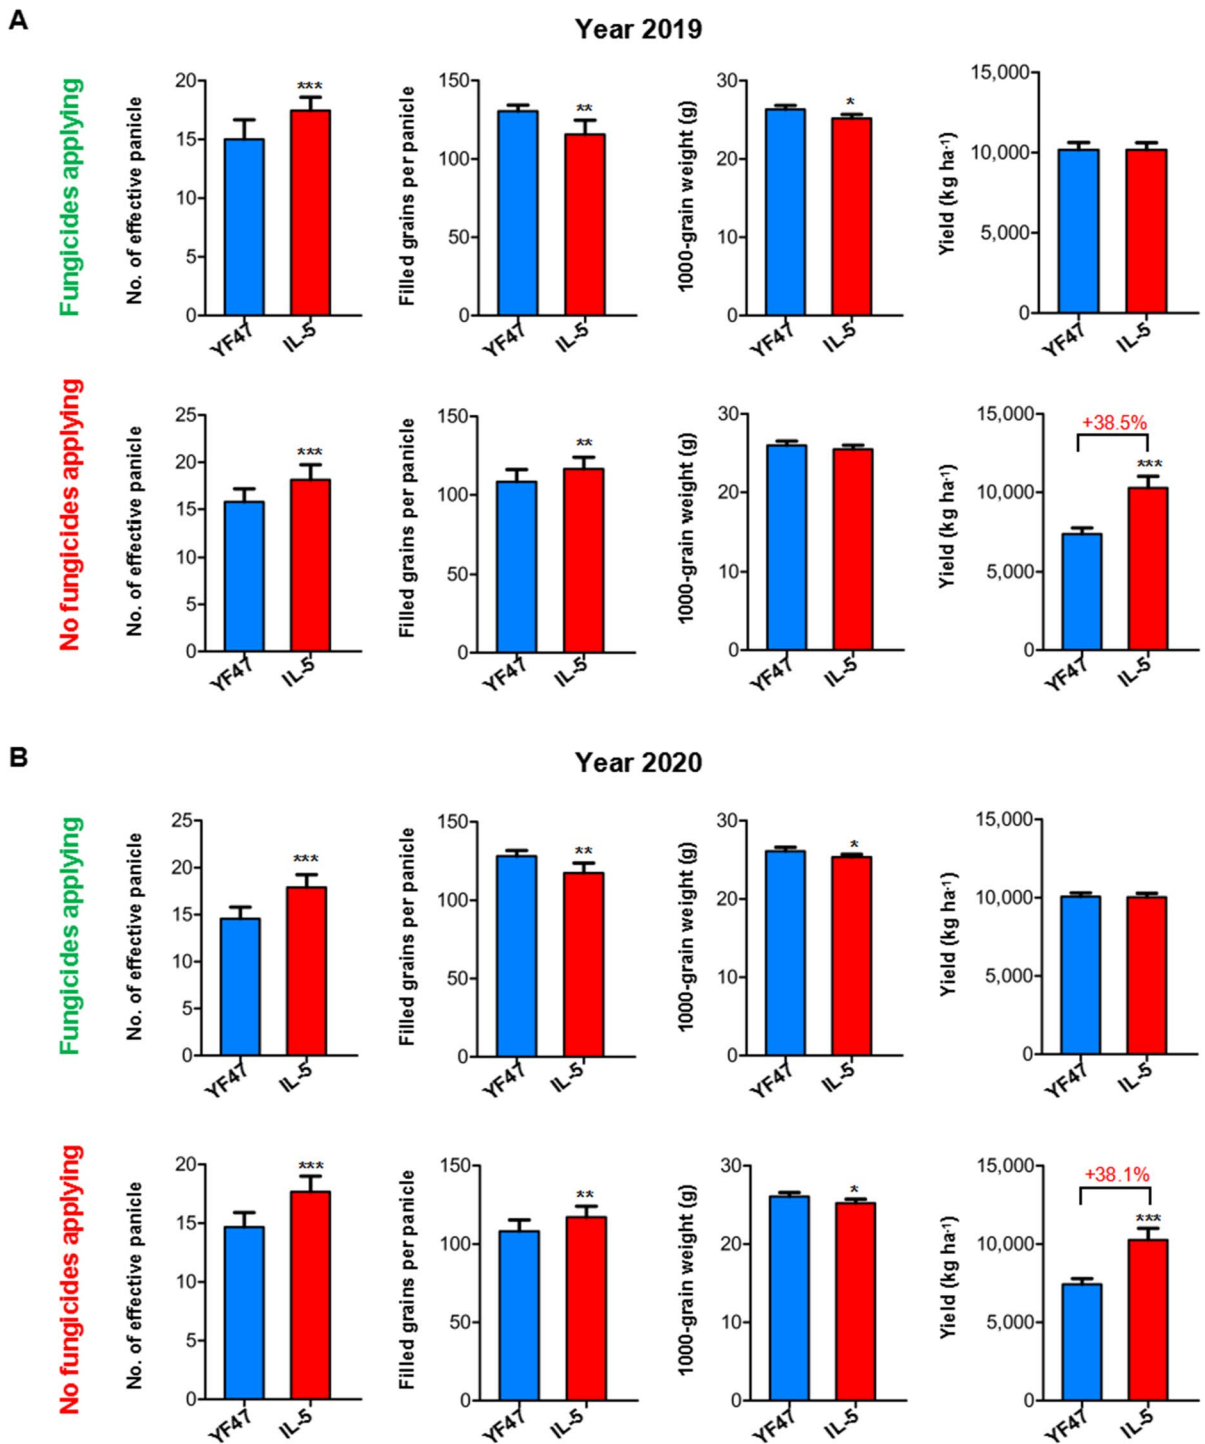 A
Year 2019
Fungicides applying
No. of effective panicle
20
15
10
5
0
***
YF47
IL-5
Filled grains per panicle
150
100
50
0
**
YF47
IL-5
1000-grain weight (g)
30
20
10
0
*
YF47
IL-5
Yield (kg ha-1)
15,000
10,000
5,000
0
YF47
IL-5
No fungicides applying
No. of effective panicle
25
20
15
10
5
0
***
YF47
IL-5
Filled grains per panicle
150
100
50
0
**
YF47
IL-5
1000-grain weight (g)
30
20
10
0
YF47
IL-5
Yield (kg ha-1)
15,000
10,000
5,000
0
+38.5%
***
YF47
IL-5
B
Year 2020
Fungicides applying
No. of effective panicle
25
20
15
10
5
0
***
YF47
IL-5
Filled grains per panicle
150
100
50
0
**
YF47
IL-5
1000-grain weight (g)
30
20
10
0
*
YF47
IL-5
Yield (kg ha-1)
15,000
10,000
5,000
0
YF47
IL-5
No fungicides applying
No. of effective panicle
20
15
10
5
0
***
YF47
IL-5
Filled grains per panicle
150
100
50
0
**
YF47
IL-5
1000-grain weight (g)
30
20
10
0
*
YF47
IL-5
Yield (kg ha-1)
15,000
10,000
5,000
0
+38.1%
***
YF47
IL-5